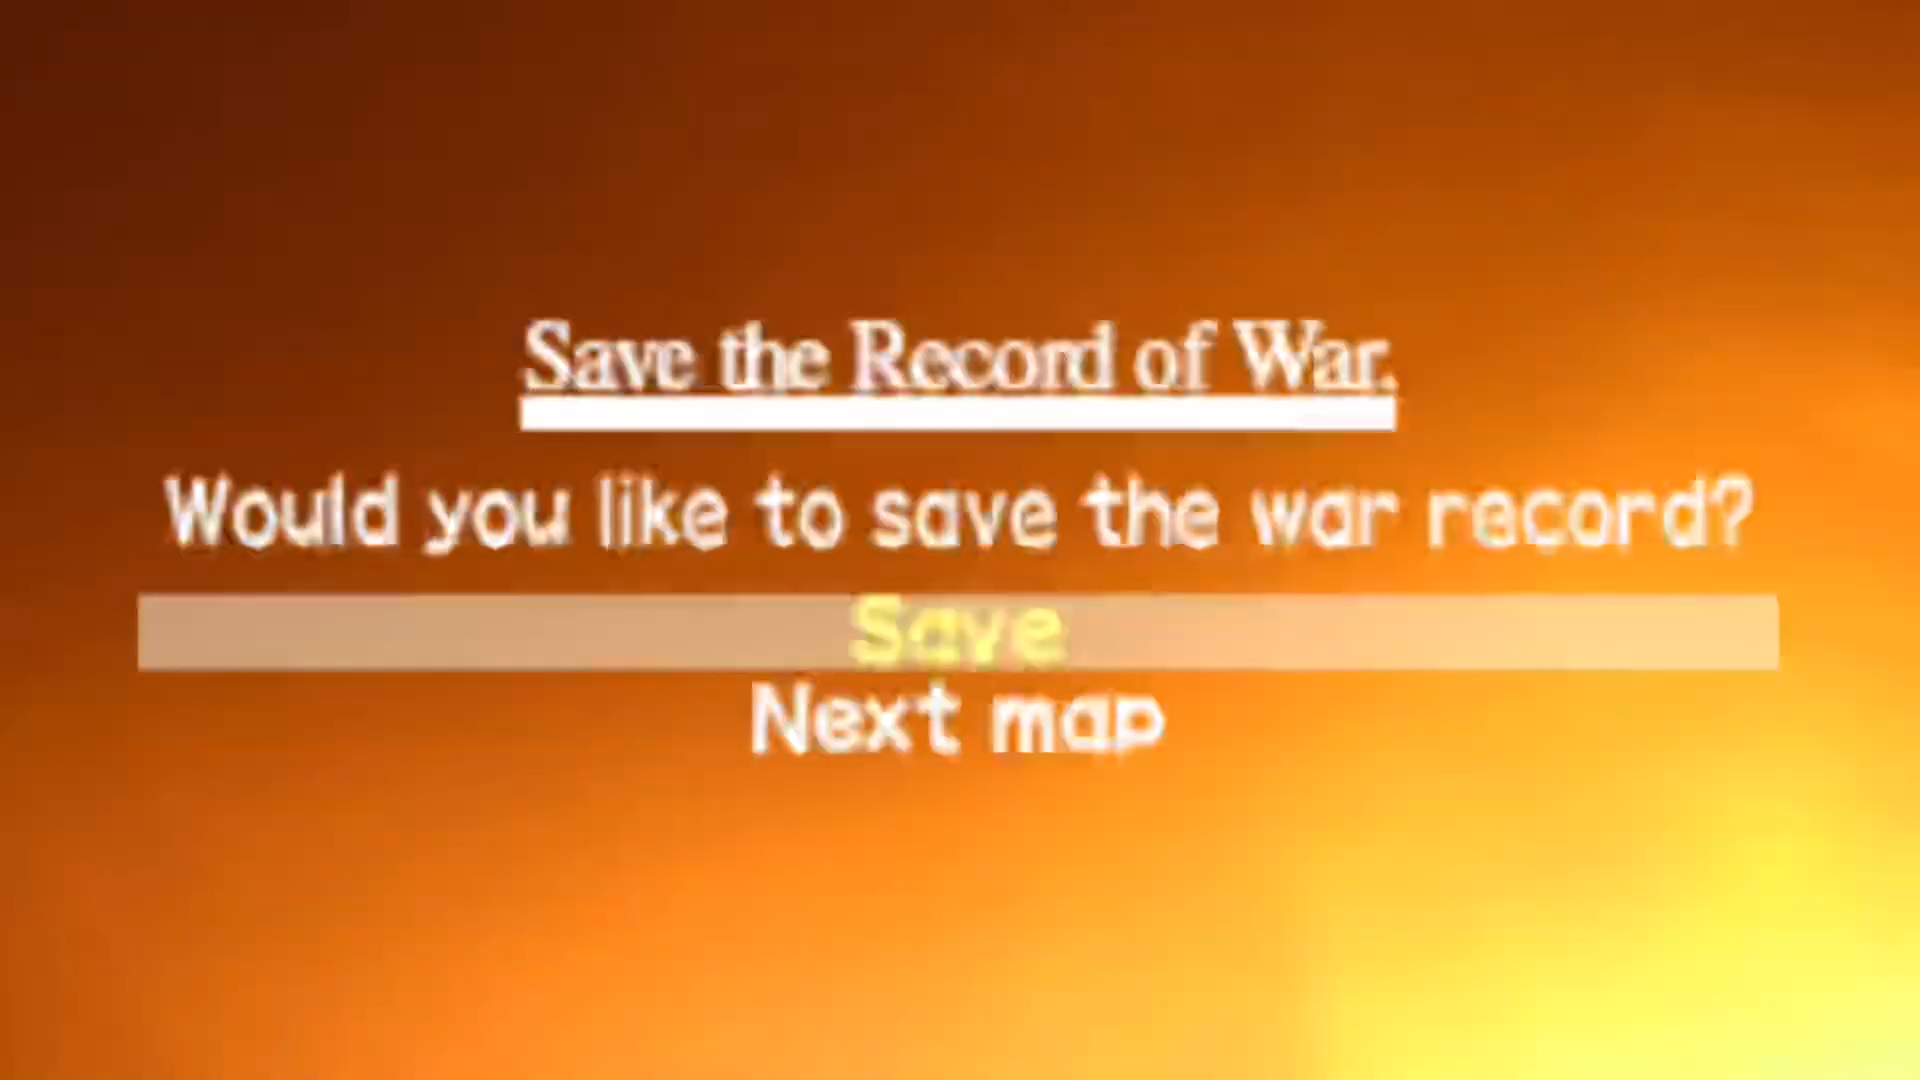 Save the Record of War.
Would you like to save the war record?
Save
Next map